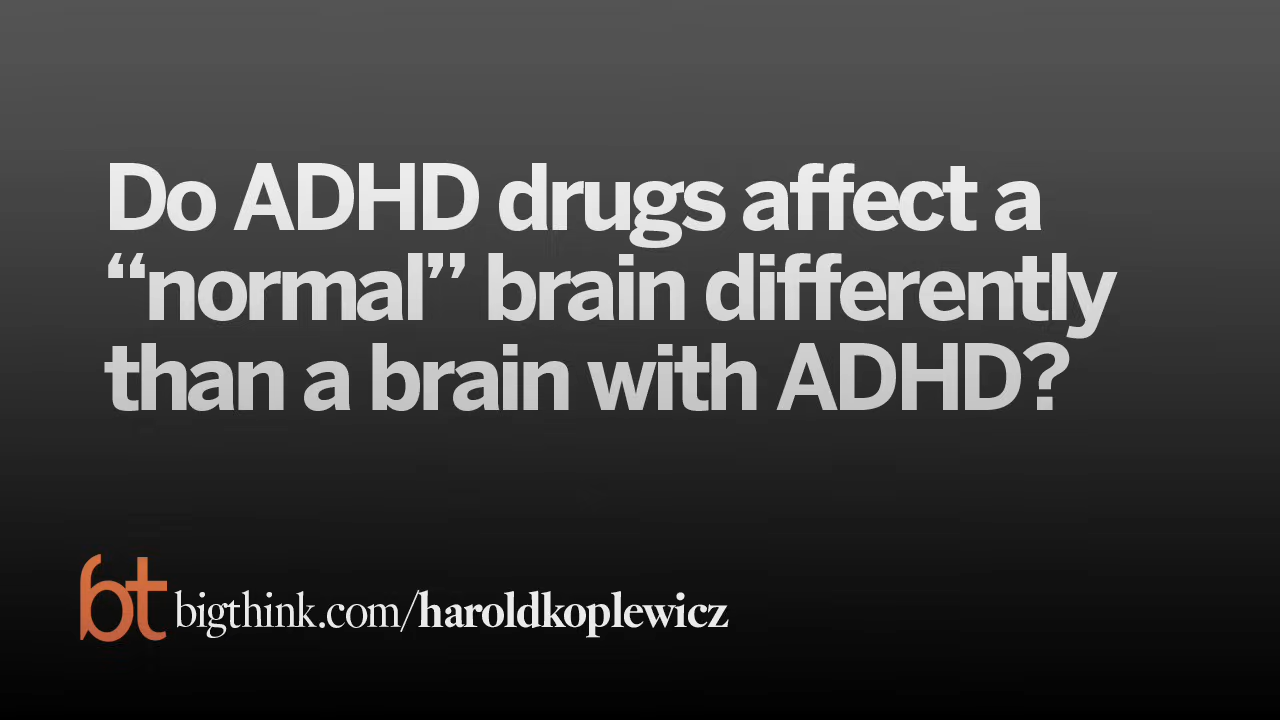 Do ADHD drugs affect a
“normal” brain differently
than a brain with ADHD?
bt bigthink.com/haroldkoplewicz